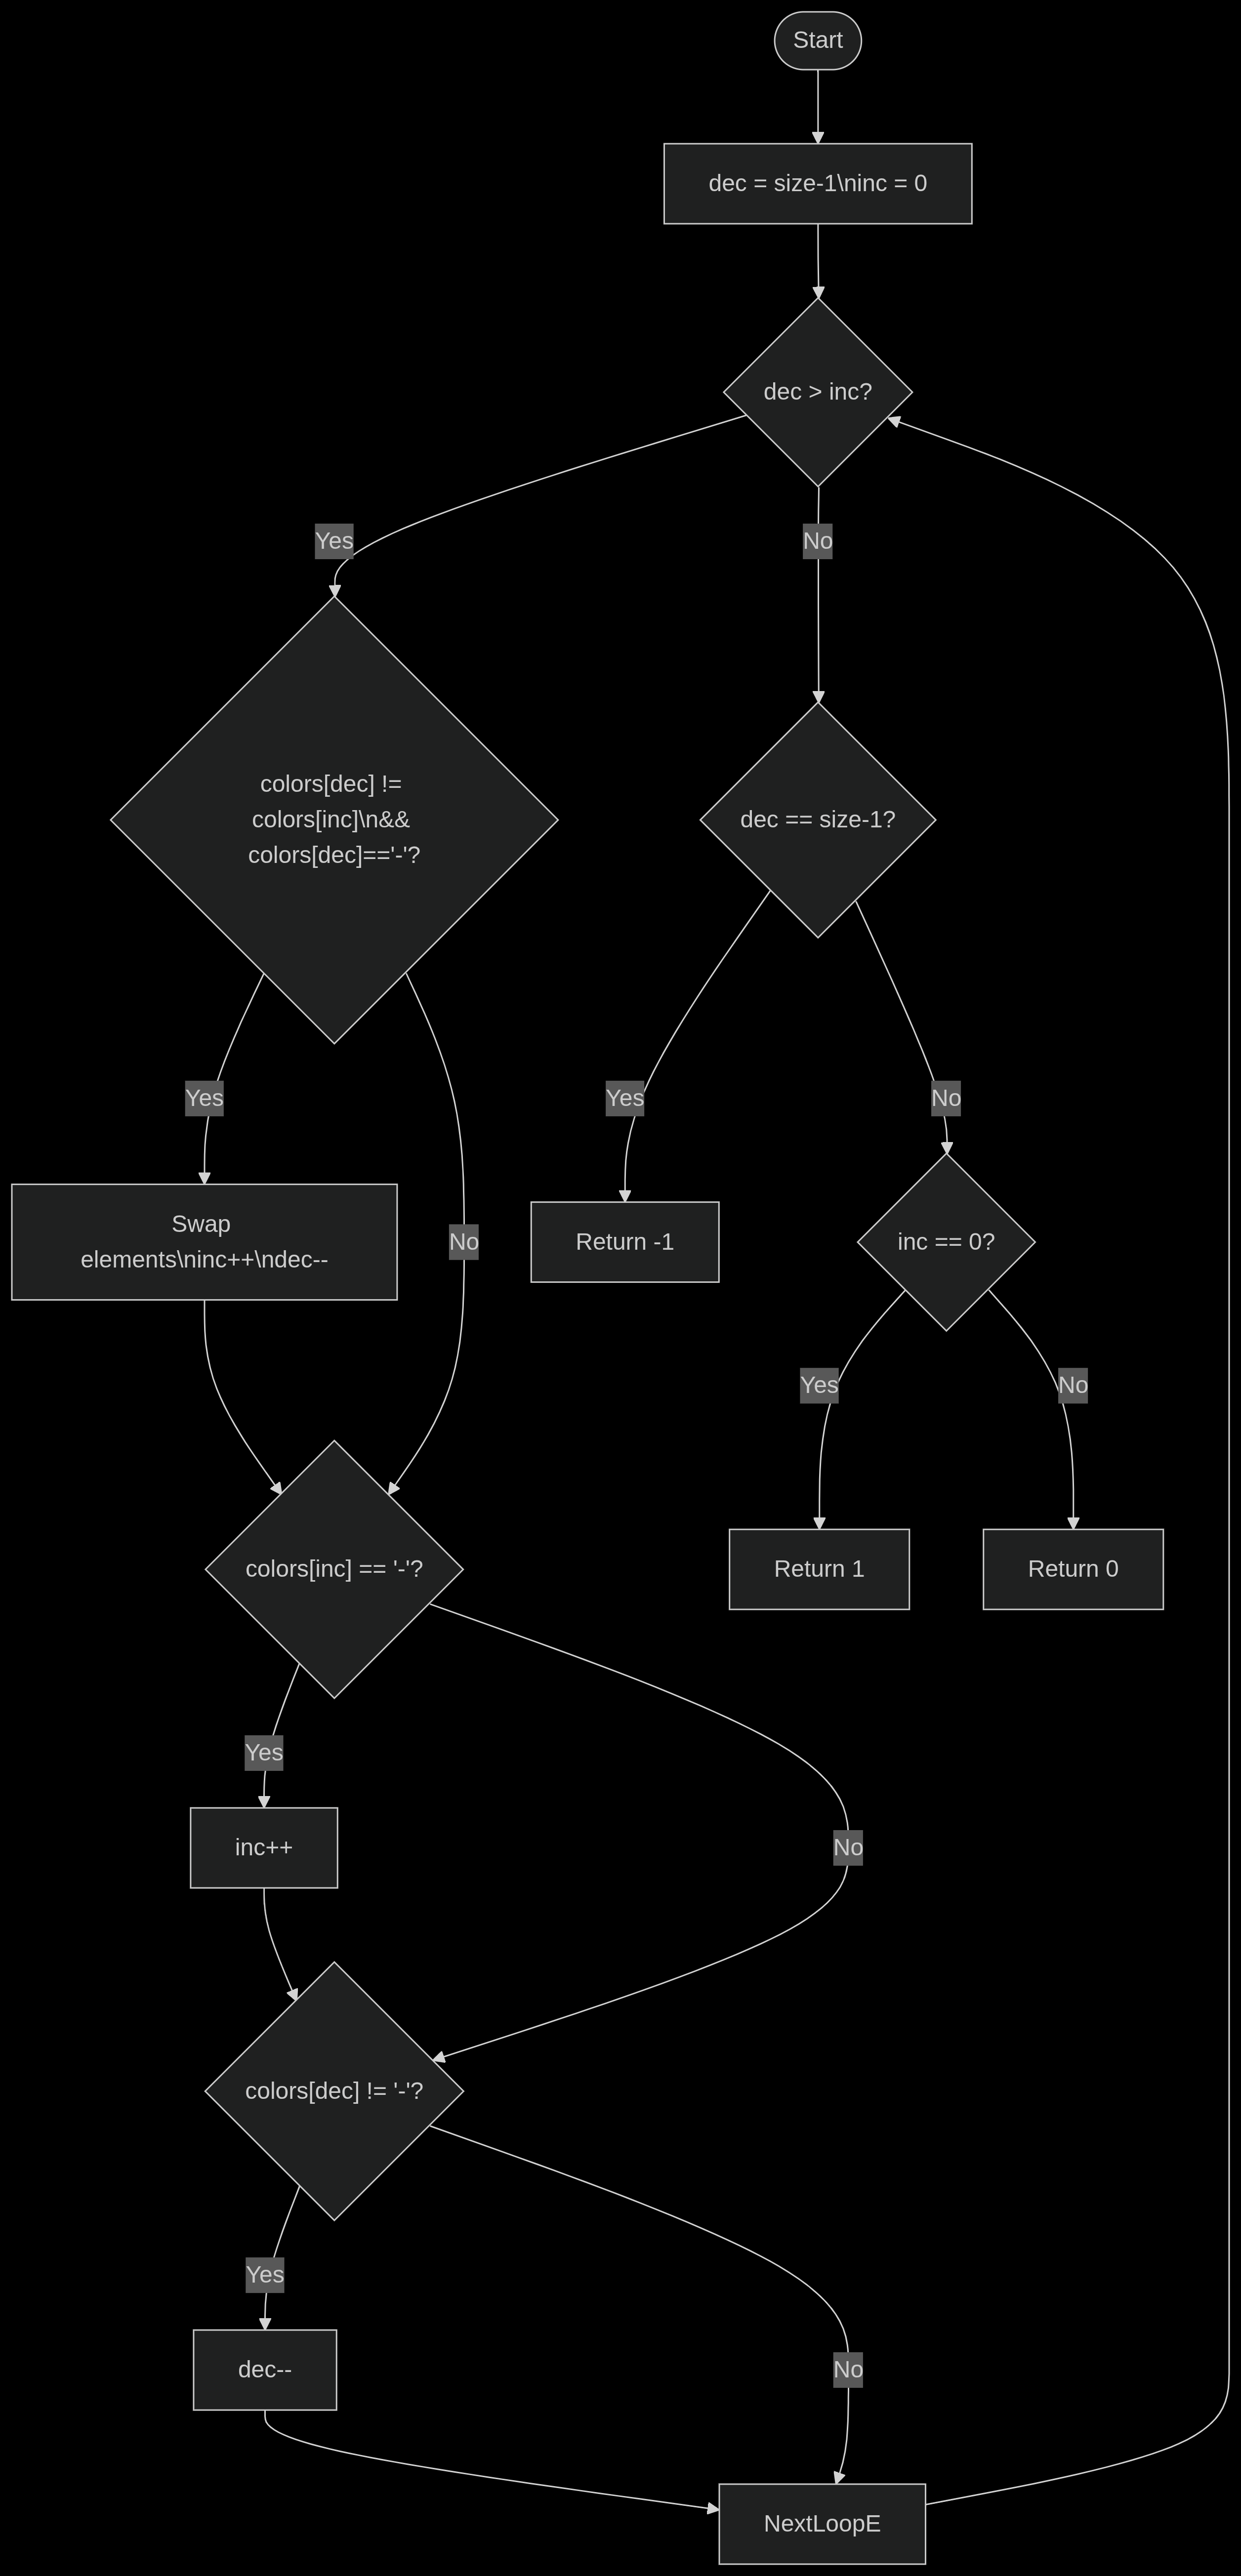 Start
dec = size-1\ninc = 0
dec > inc?
Yes
No
colors[dec] !=
colors[inc]\n&&
colors[dec]=='-'?
dec == size-1?
Yes
No
Yes
No
Swap
elements\ninc++\ndec--
No
Return -1
inc == 0?
Yes
No
colors[inc] == '-'?
Return 1
Return 0
Yes
inc++
No
colors[dec] != '-'?
Yes
dec--
No
NextLoopE